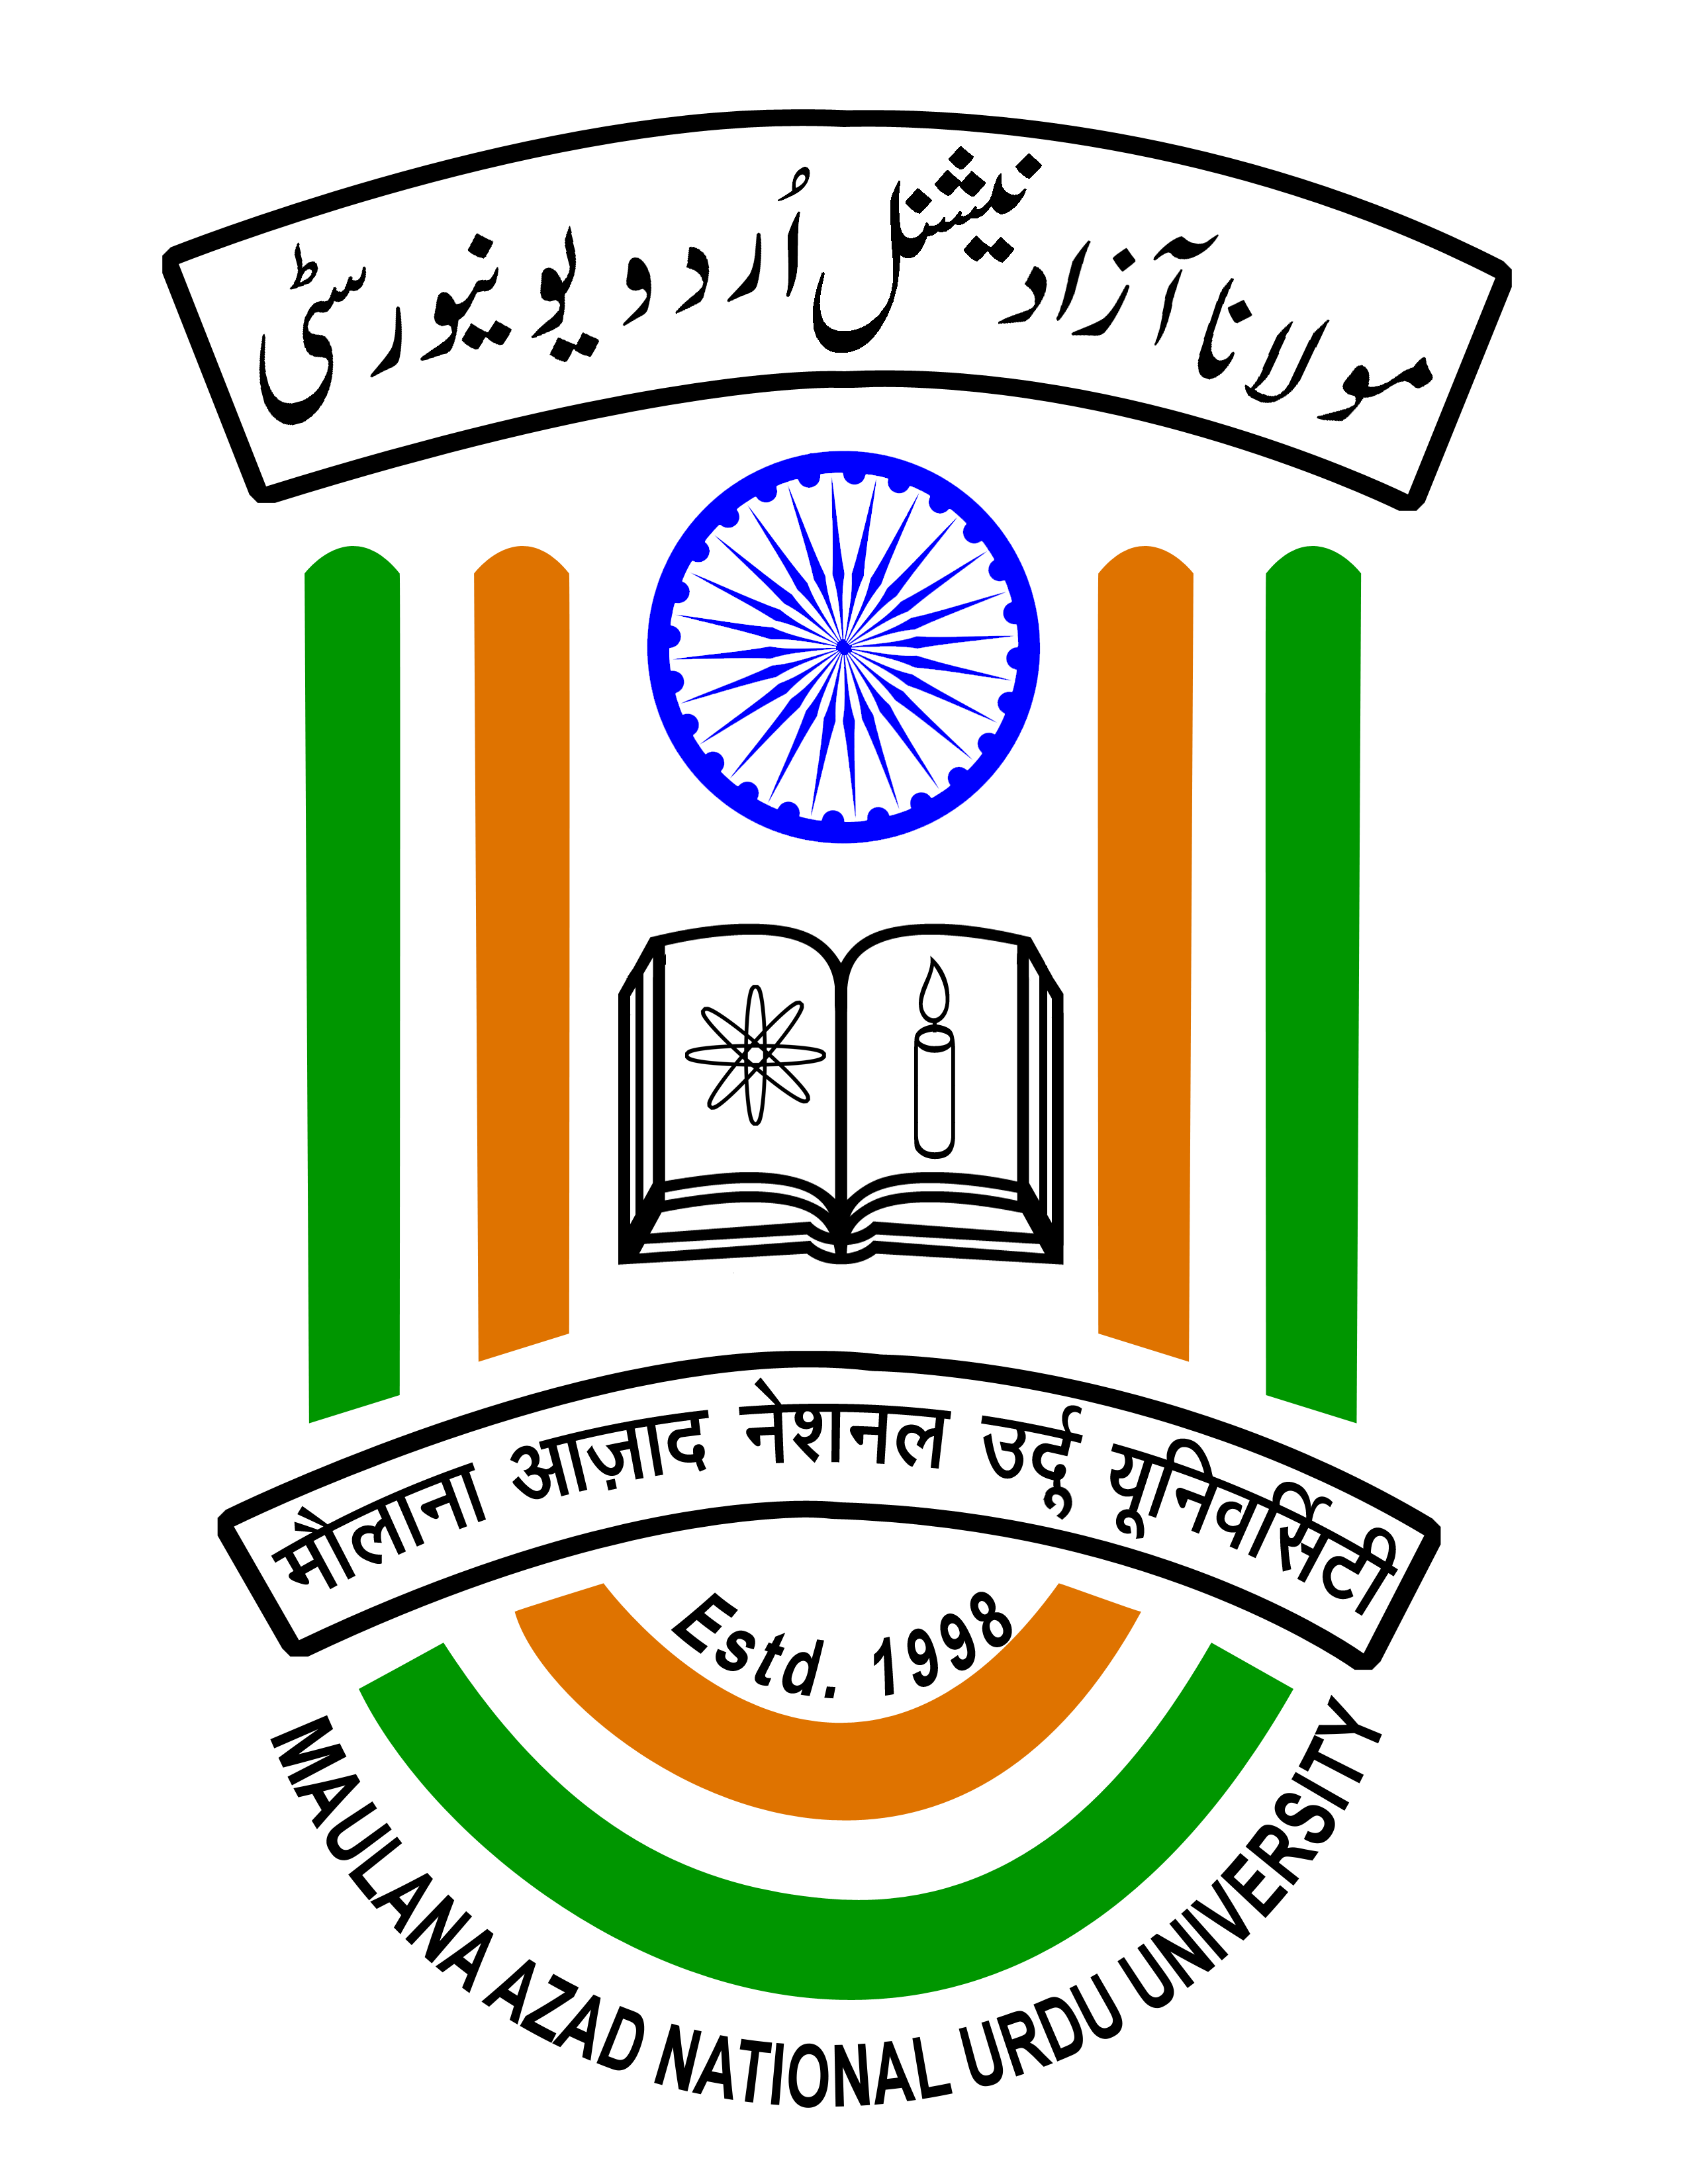 مولانا آزاد نیشنل اُردو یونیورسٹی
मौलाना आज़ाद नेशनल उर्दू यूनिवर्सिटी
Estd. 1998
MAULANA AZAD NATIONAL URDU UNIVERSITY